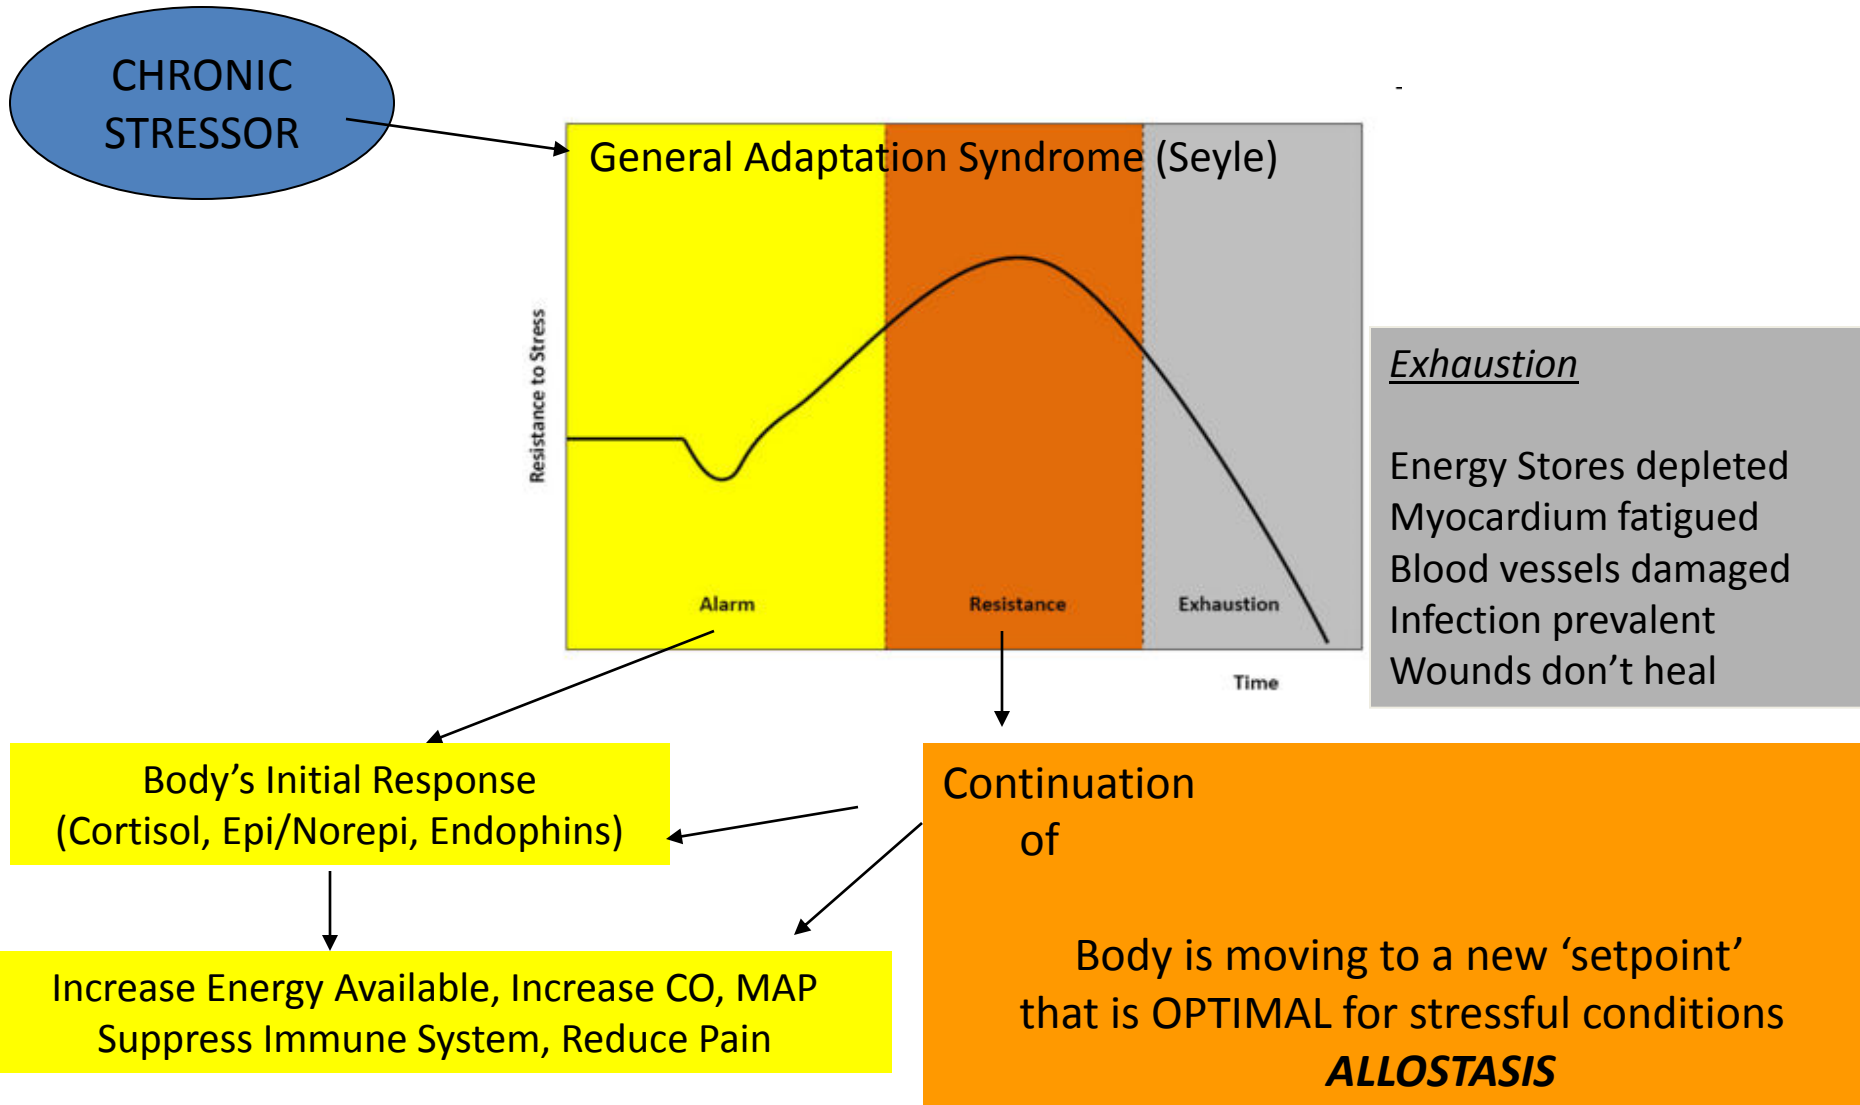 CHRONIC
STRESSOR
-
General Adaptation Syndrome (Seyle)
Resistance to Stress
Alarm
Resistance
Exhaustion
Time
Exhaustion
Energy Stores depleted
Myocardium fatigued
Blood vessels damaged
Infection prevalent
Wounds don’t heal
Body’s Initial Response
(Cortisol, Epi/Norepi, Endophins)
Increase Energy Available, Increase CO, MAP
Suppress Immune System, Reduce Pain
Continuation
of
Body is moving to a new ‘setpoint’
that is OPTIMAL for stressful conditions
ALLOSTASIS